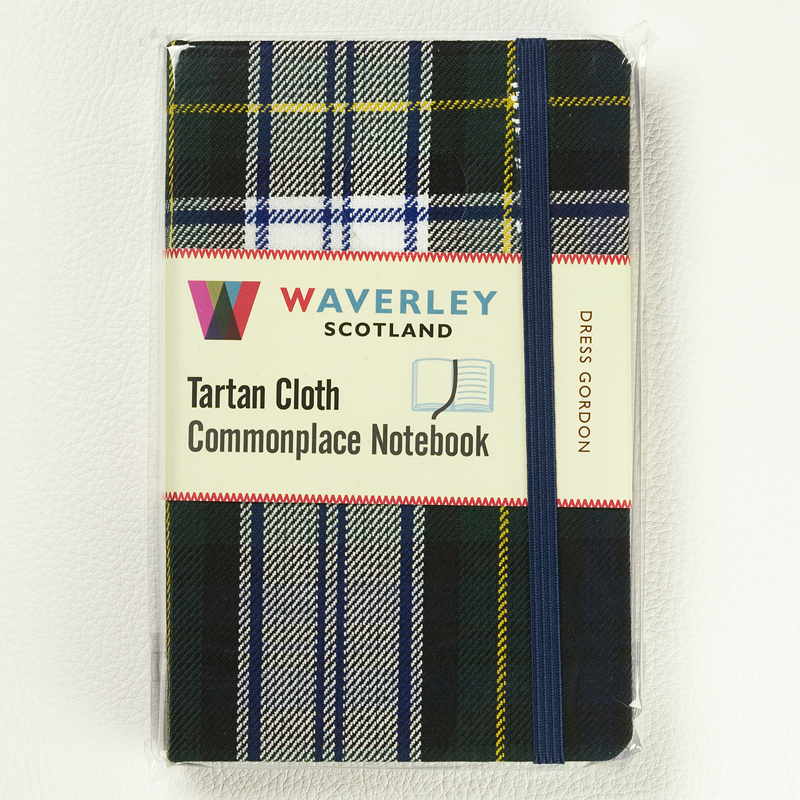 WAVERLEY
SCOTLAND
Tartan Cloth
Commonplace Notebook
DRESS GORDON